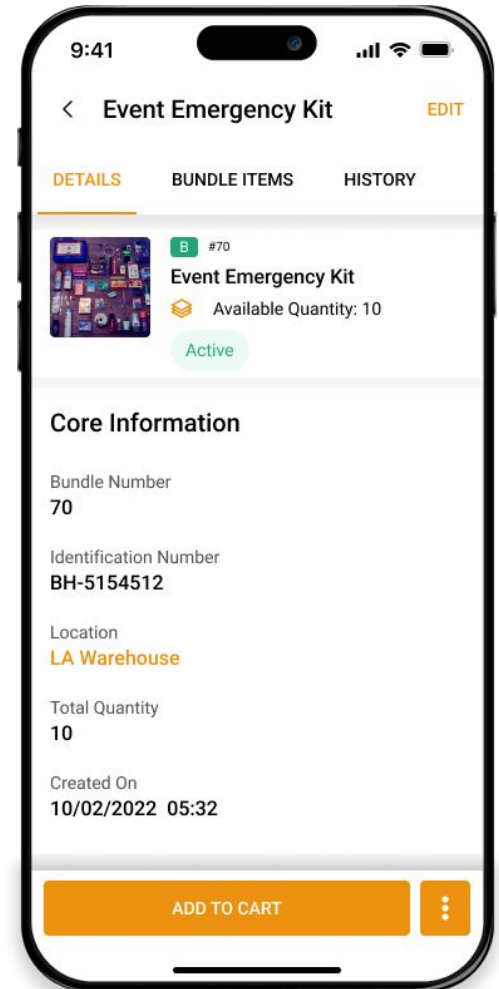 9:41
Event Emergency Kit
EDIT
DETAILS BUNDLE ITEMS HISTORY
B #70
Event Emergency Kit
Available Quantity: 10
Active
Core Information
Bundle Number
70
Identification Number
BH-5154512
Location
LA Warehouse
Total Quantity
10
Created On
10/02/2022 05:32
ADD TO CART